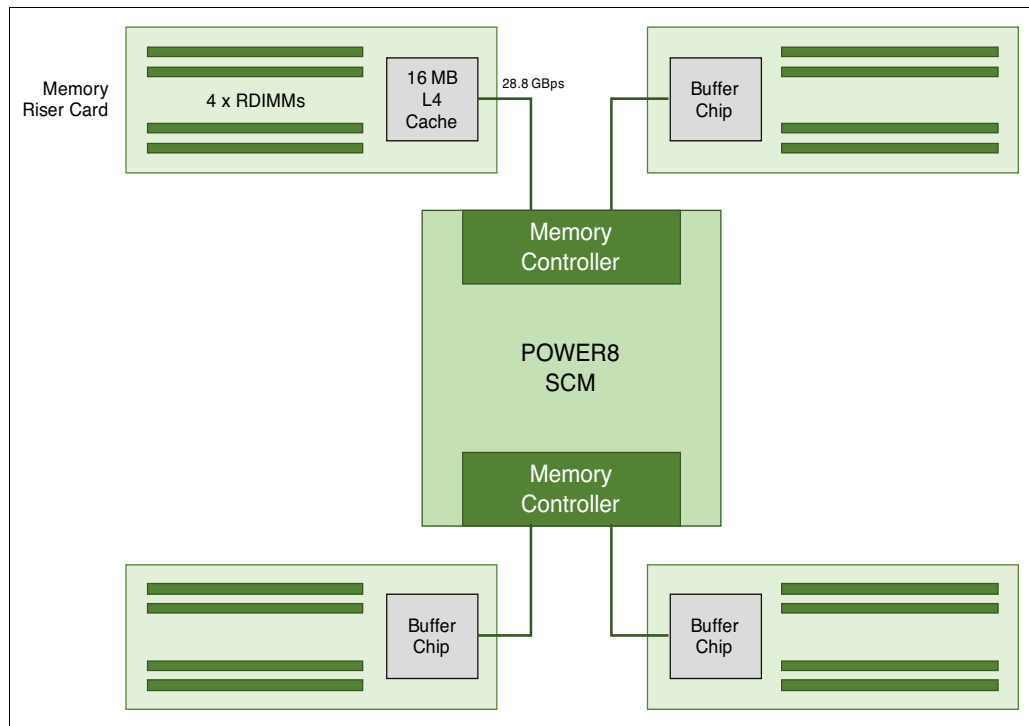 Memory
Riser Card
4 x RDIMMs
16 MB
L4
Cache
28.8 GBps
Buffer
Chip
Memory
Controller
POWER8
SCM
Memory
Controller
Buffer
Chip
Buffer
Chip